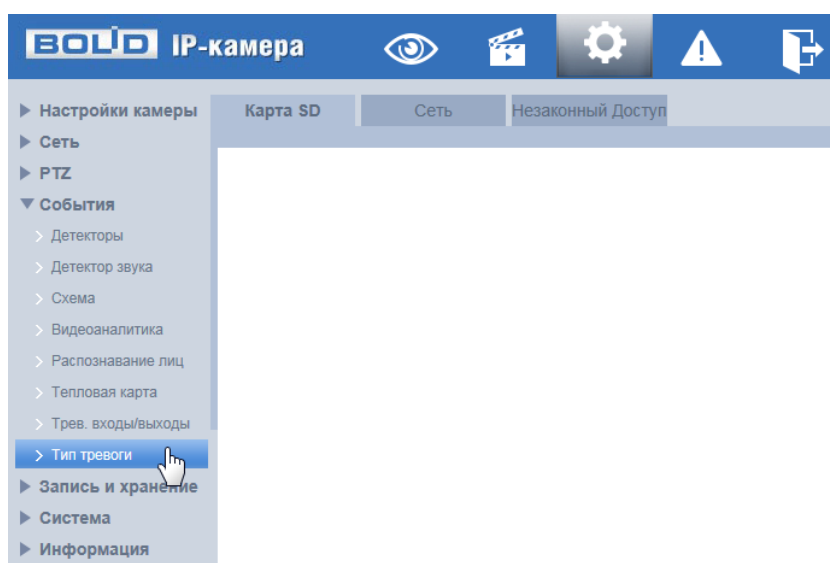 BOLID IP-камера
Карта SD Сеть Незаконный Доступ
Настройки камеры
Сеть
PTZ
События
Детекторы
Детектор звука
Схема
Видеоаналитика
Распознавание лиц
Тепловая карта
Трев. входы/выходы
Тип тревоги
Запись и хранение
Система
Информация